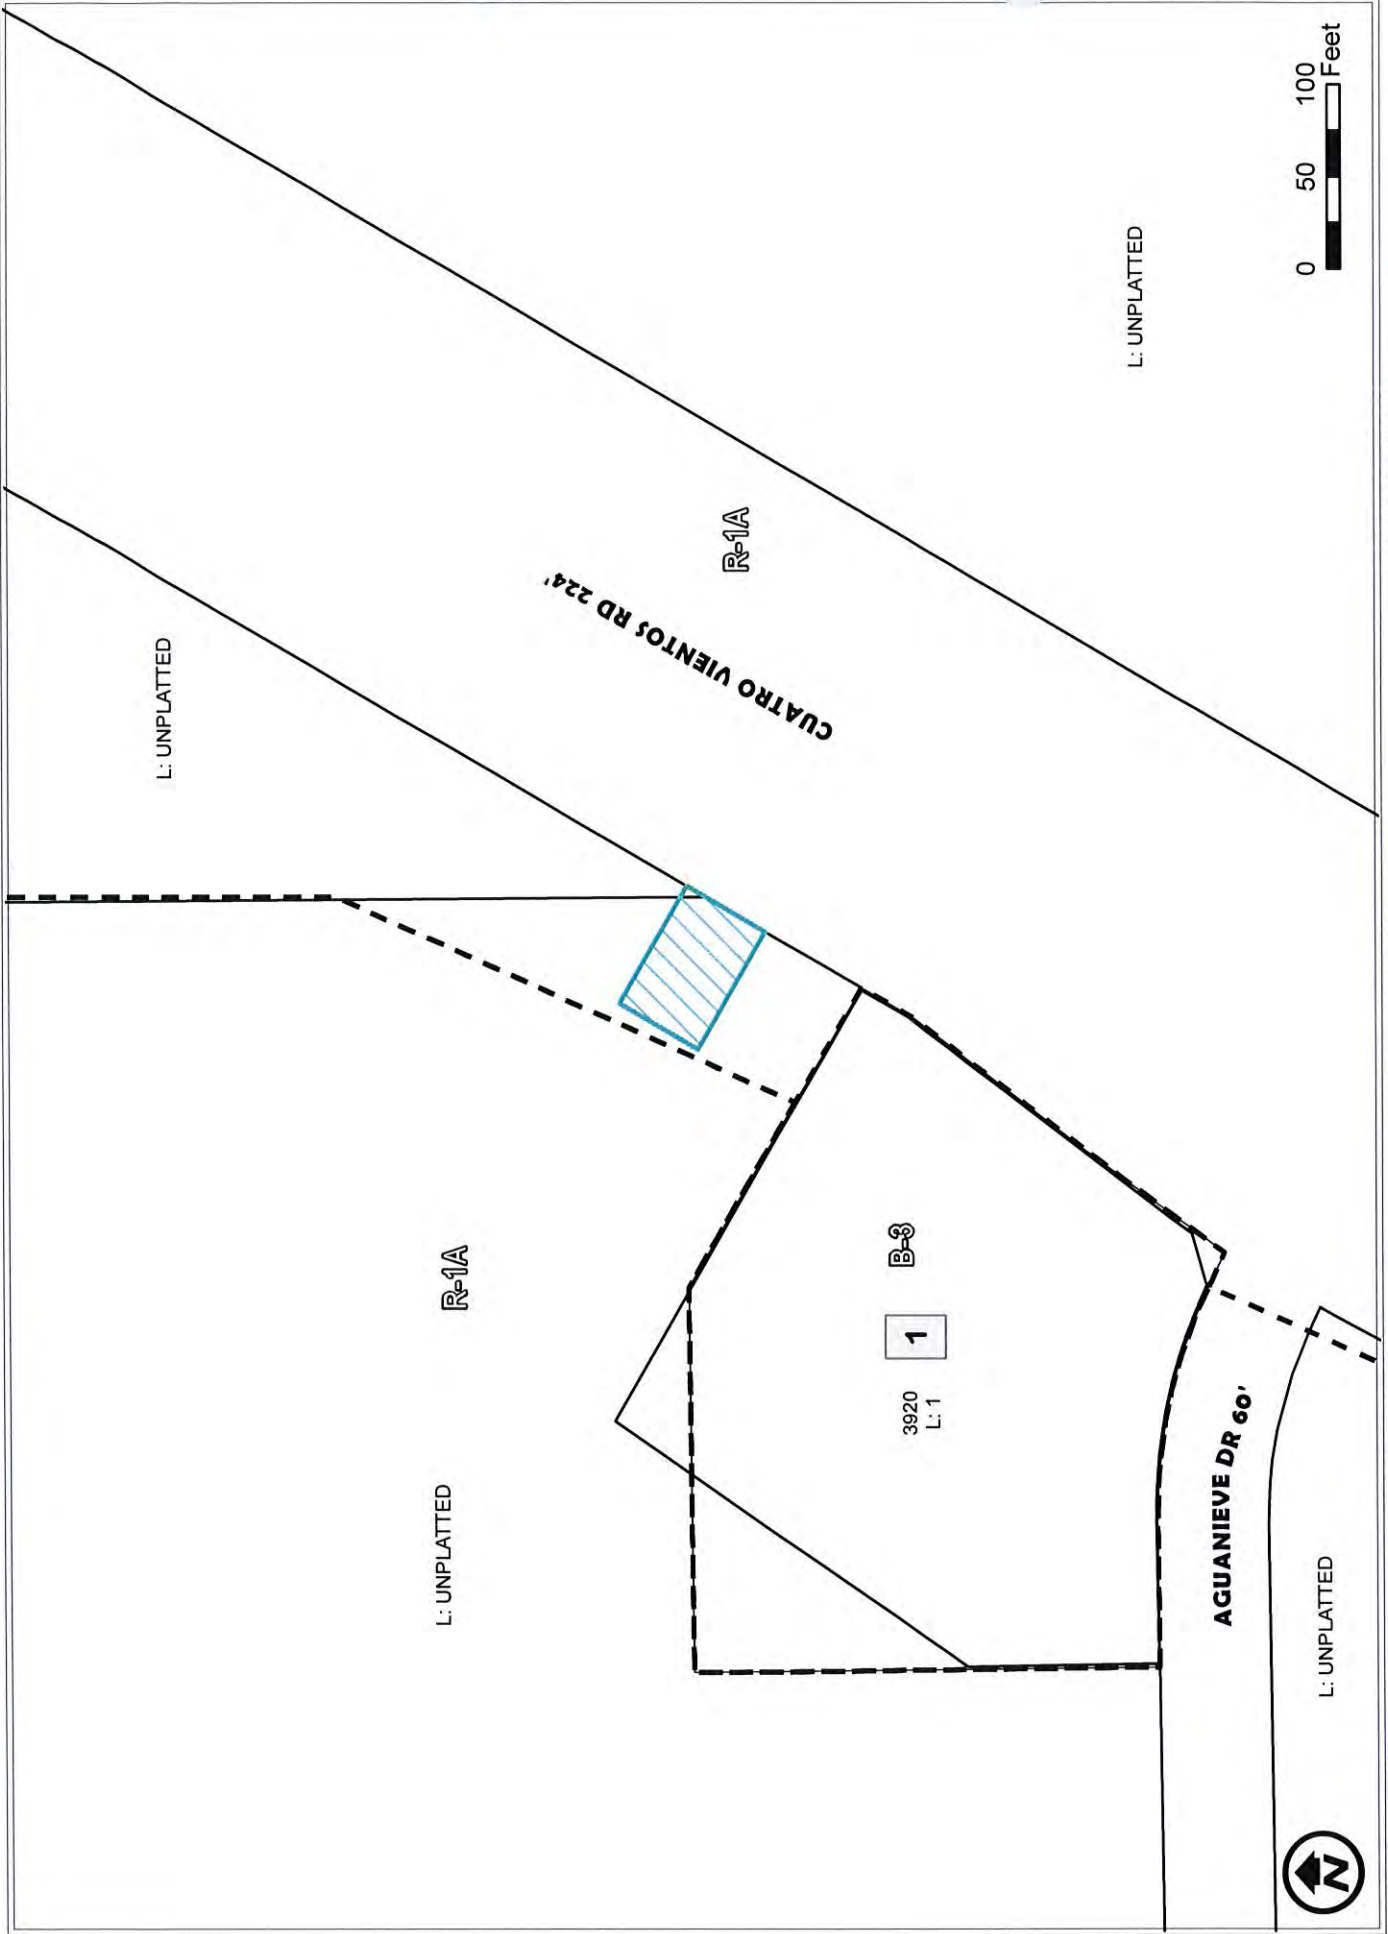 L: UNPLATTED
R-1A
L: UNPLATTED
R-1A
CUATRO VIENTOS RD 224'
L: UNPLATTED
B-3
1
3920
L: 1
AGUANIEVE DR 60'
L: UNPLATTED
N
0 50 100
Feet